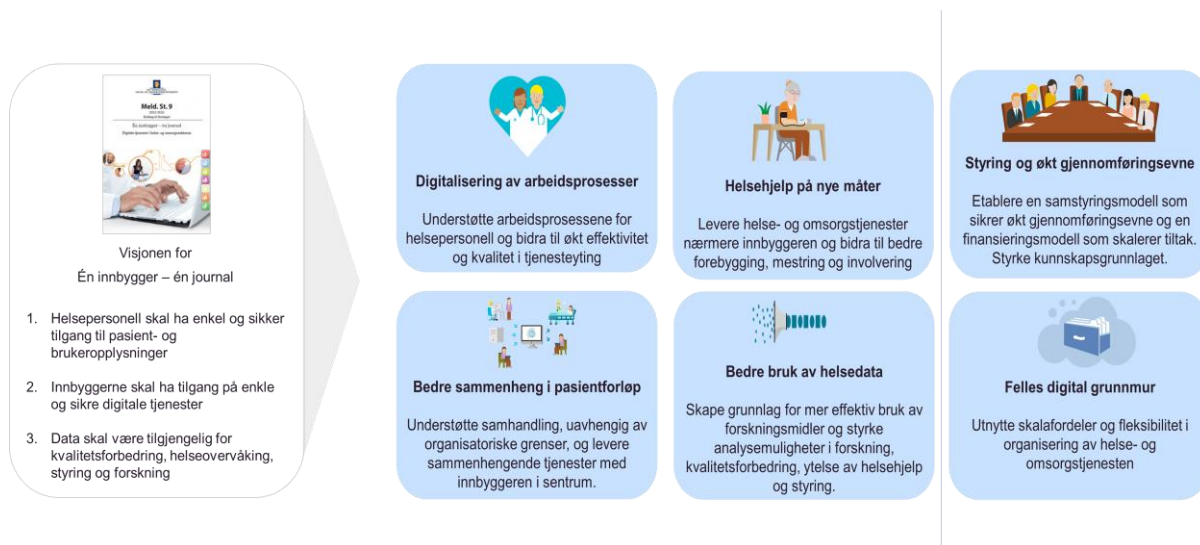 Meld. St. 9
Én innbygger – én journal
Digitale tjenester i helse- og omsorgssektoren
Visjonen for
Én innbygger – én journal
1. Helsepersonell skal ha enkel og sikker
tilgang til pasient- og
brukeropplysninger
2. Innbyggerne skal ha tilgang på enkle
og sikre digitale tjenester
3. Data skal være tilgjengelig for
kvalitetsforbedring, helseovervåking,
styring og forskning
Digitalisering av arbeidsprosesser
Understøtte arbeidsprosessene for
helsepersonell og bidra til økt effektivitet
og kvalitet i tjenesteyting
Helsehjelp på nye måter
Levere helse- og omsorgstjenester
nærmere innbyggeren og bidra til bedre
forebygging, mestring og involvering
Styring og økt gjennomføringsevne
Etablere en samstyringsmodell som
sikrer økt gjennomføringsevne og en
finansieringsmodell som skalerer tiltak.
Styrke kunnskapsgrunnlaget.
Bedre sammenheng i pasientforløp
Understøtte samhandling, uavhengig av
organisatoriske grenser, og levere
sammenhengende tjenester med
innbyggeren i sentrum.
Bedre bruk av helsedata
Skape grunnlag for mer effektiv bruk av
forskningsmidler og styrke
analysemuligheter i forskning,
kvalitetsforbedring, ytelse av helsehjelp
og styring.
Felles digital grunnmur
Utnytte skalafordeler og fleksibilitet i
organisering av helse- og
omsorgstjenesten